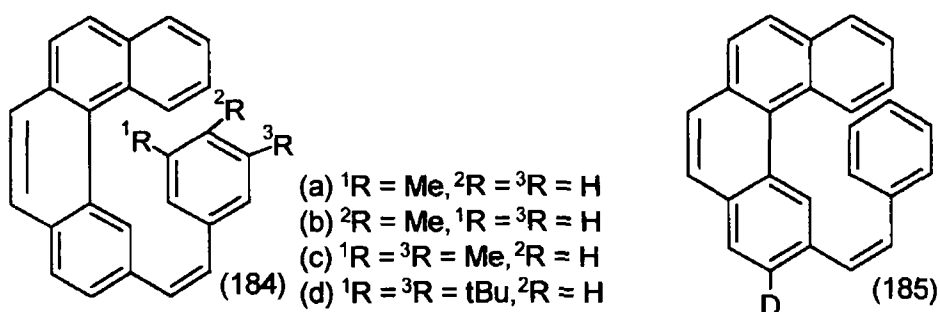 ²R
¹R
³R
(a) ¹R = Me, ²R = ³R = H
(b) ²R = Me, ¹R = ³R = H
(c) ¹R = ³R = Me, ²R = H
(d) ¹R = ³R = tBu, ²R = H
(184)
D
(185)